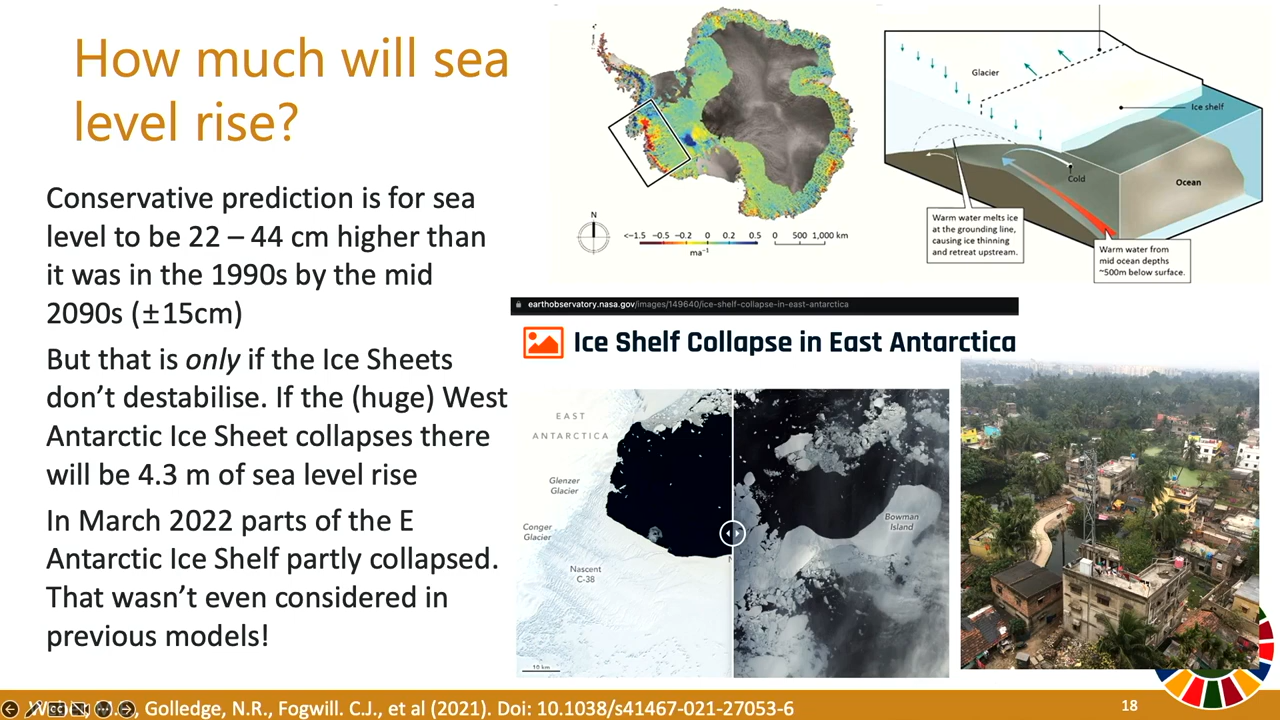 How much will sea
level rise?
Conservative prediction is for sea
level to be 22 – 44 cm higher than
it was in the 1990s by the mid
2090s (±15cm)
But that is only if the Ice Sheets
don’t destabilise. If the (huge) West
Antarctic Ice Sheet collapses there
will be 4.3 m of sea level rise
In March 2022 parts of the E
Antarctic Ice Shelf partly collapsed.
That wasn’t even considered in
previous models!
N
<−1.5 −0.5 −0.2 0 0.2 0.5
ma⁻¹
0 500 1,000 km
Glacier
Ice shelf
Cold
Ocean
Warm water melts ice
at the grounding line,
causing ice thinning
and retreat upstream.
Warm water from
mid ocean depths
~500m below surface.
earthobservatory.nasa.gov/images/149640/ice-shelf-collapse-in-east-antarctica
Ice Shelf Collapse in East Antarctica
EAST
ANTARCTICA
Glenzer
Glacier
Conger
Glacier
Nascent
C-38
Bowman
Island
N
10 km
Golledge, N.R., Fogwill. C.J., et al (2021). Doi: 10.1038/s41467-021-27053-6
18